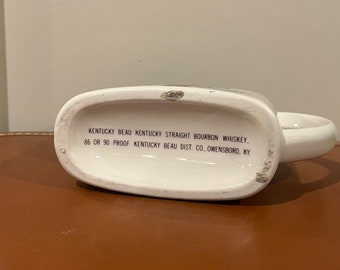 KENTUCKY BEAU KENTUCKY STRAIGHT BOURBON WHISKEY,
86 OR 90 PROOF. KENTUCKY BEAU DIST. CO. OWENSBORO, KY.